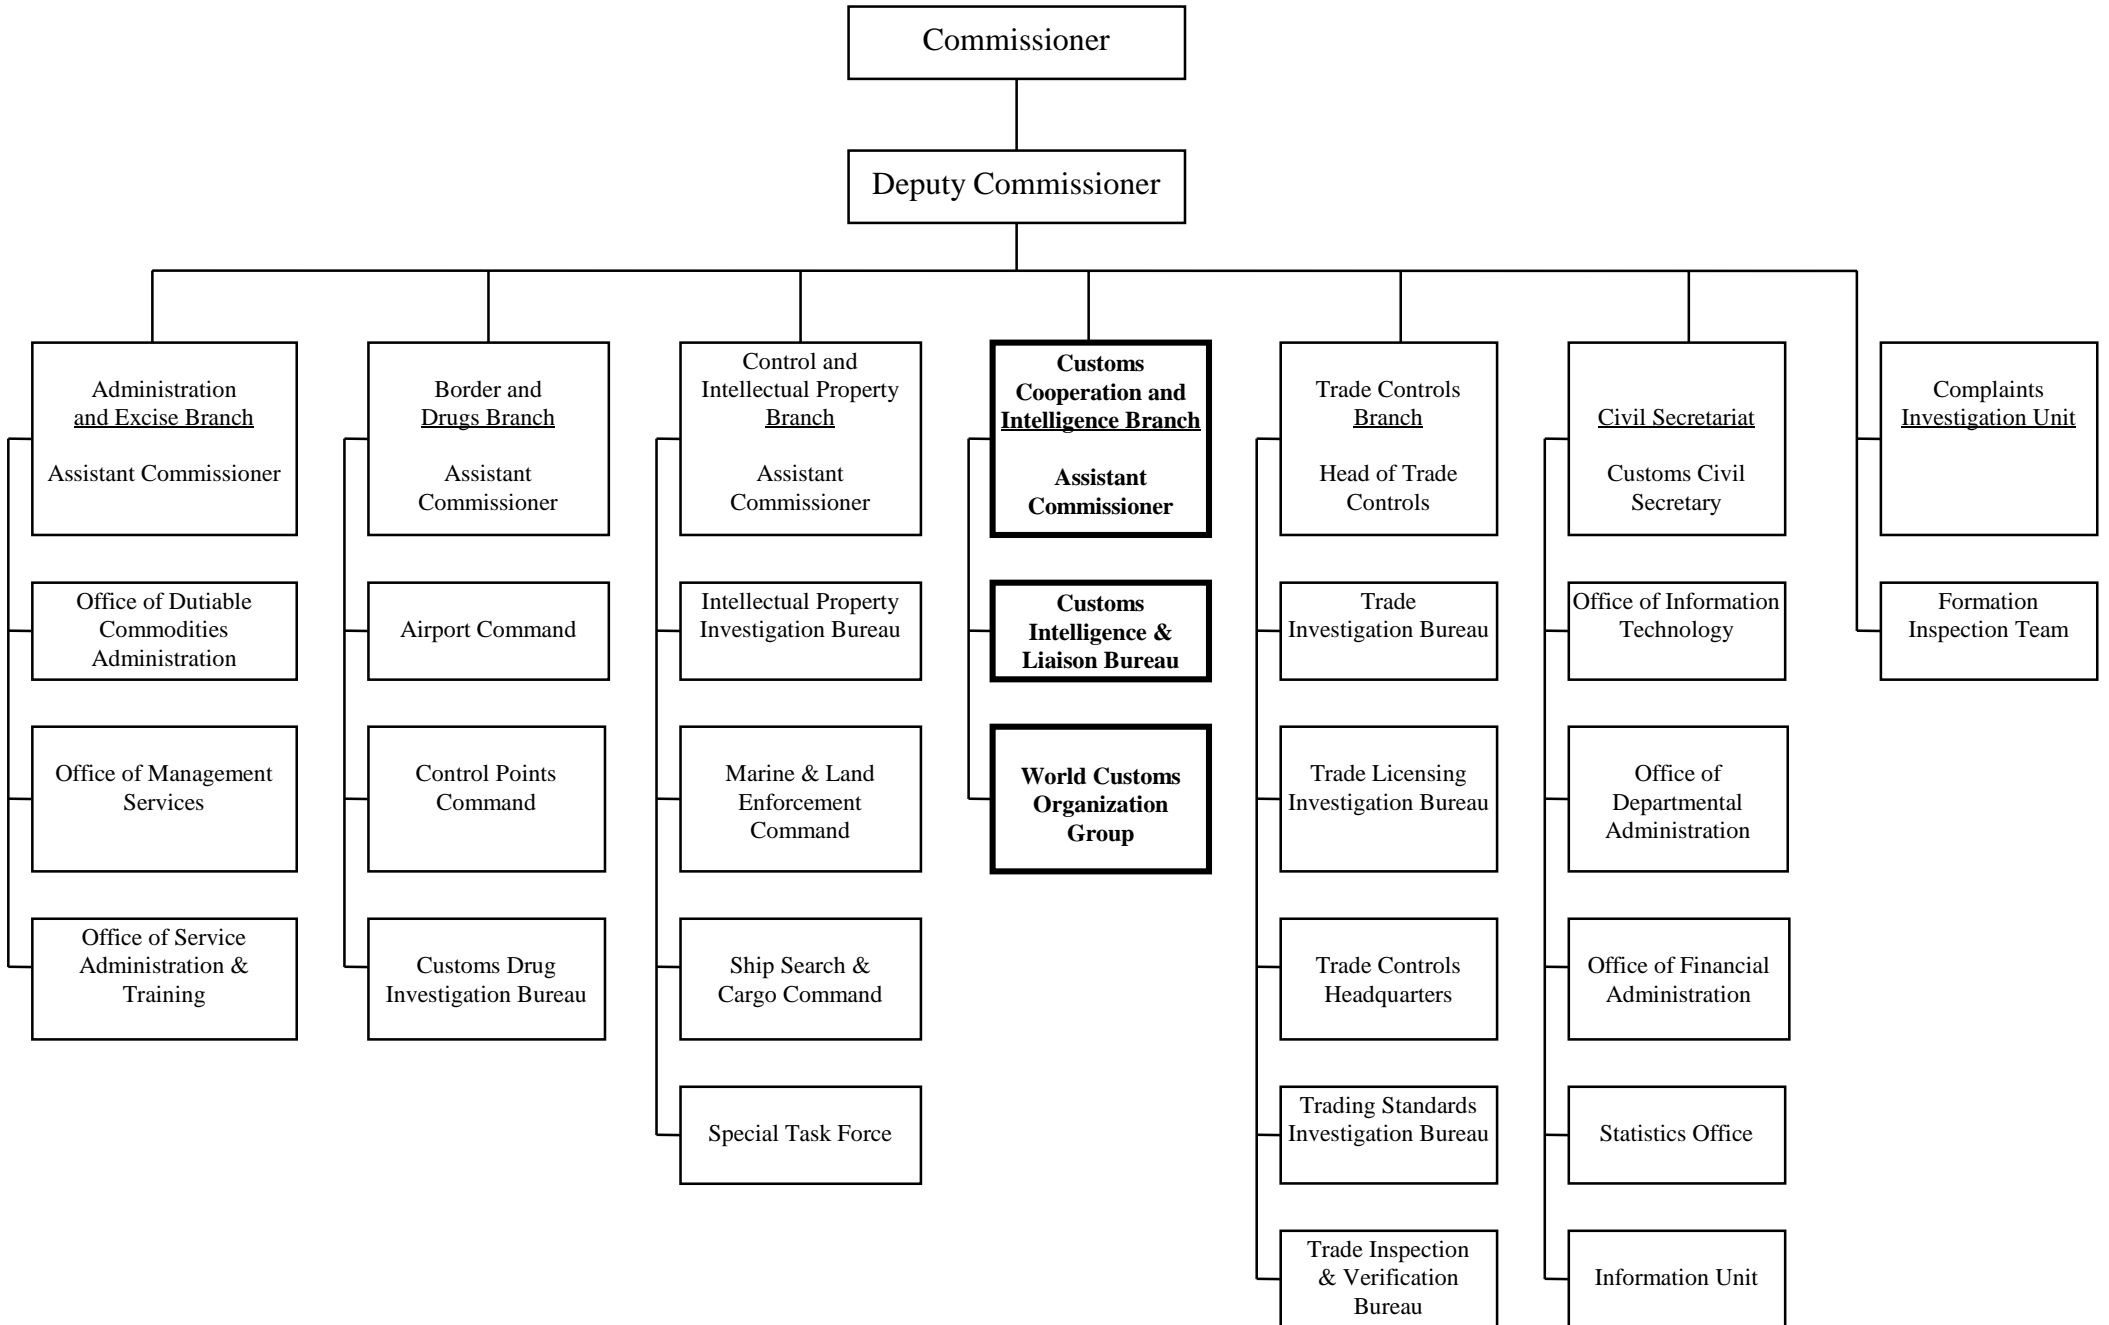 Commissioner
Deputy Commissioner
Administration
and Excise Branch
Assistant Commissioner
Office of Dutiable
Commodities
Administration
Office of Management
Services
Office of Service
Administration &
Training
Border and
Drugs Branch
Assistant
Commissioner
Airport Command
Control Points
Command
Customs Drug
Investigation Bureau
Control and
Intellectual Property
Branch
Assistant
Commissioner
Intellectual Property
Investigation Bureau
Marine & Land
Enforcement
Command
Ship Search &
Cargo Command
Special Task Force
Customs
Cooperation and
Intelligence Branch
Assistant
Commissioner
Customs
Intelligence &
Liaison Bureau
World Customs
Organization
Group
Trade Controls
Branch
Head of Trade
Controls
Trade
Investigation Bureau
Trade Licensing
Investigation Bureau
Trade Controls
Headquarters
Trading Standards
Investigation Bureau
Trade Inspection
& Verification
Bureau
Civil Secretariat
Customs Civil
Secretary
Office of Information
Technology
Office of
Departmental
Administration
Office of Financial
Administration
Statistics Office
Information Unit
Complaints
Investigation Unit
Formation
Inspection Team